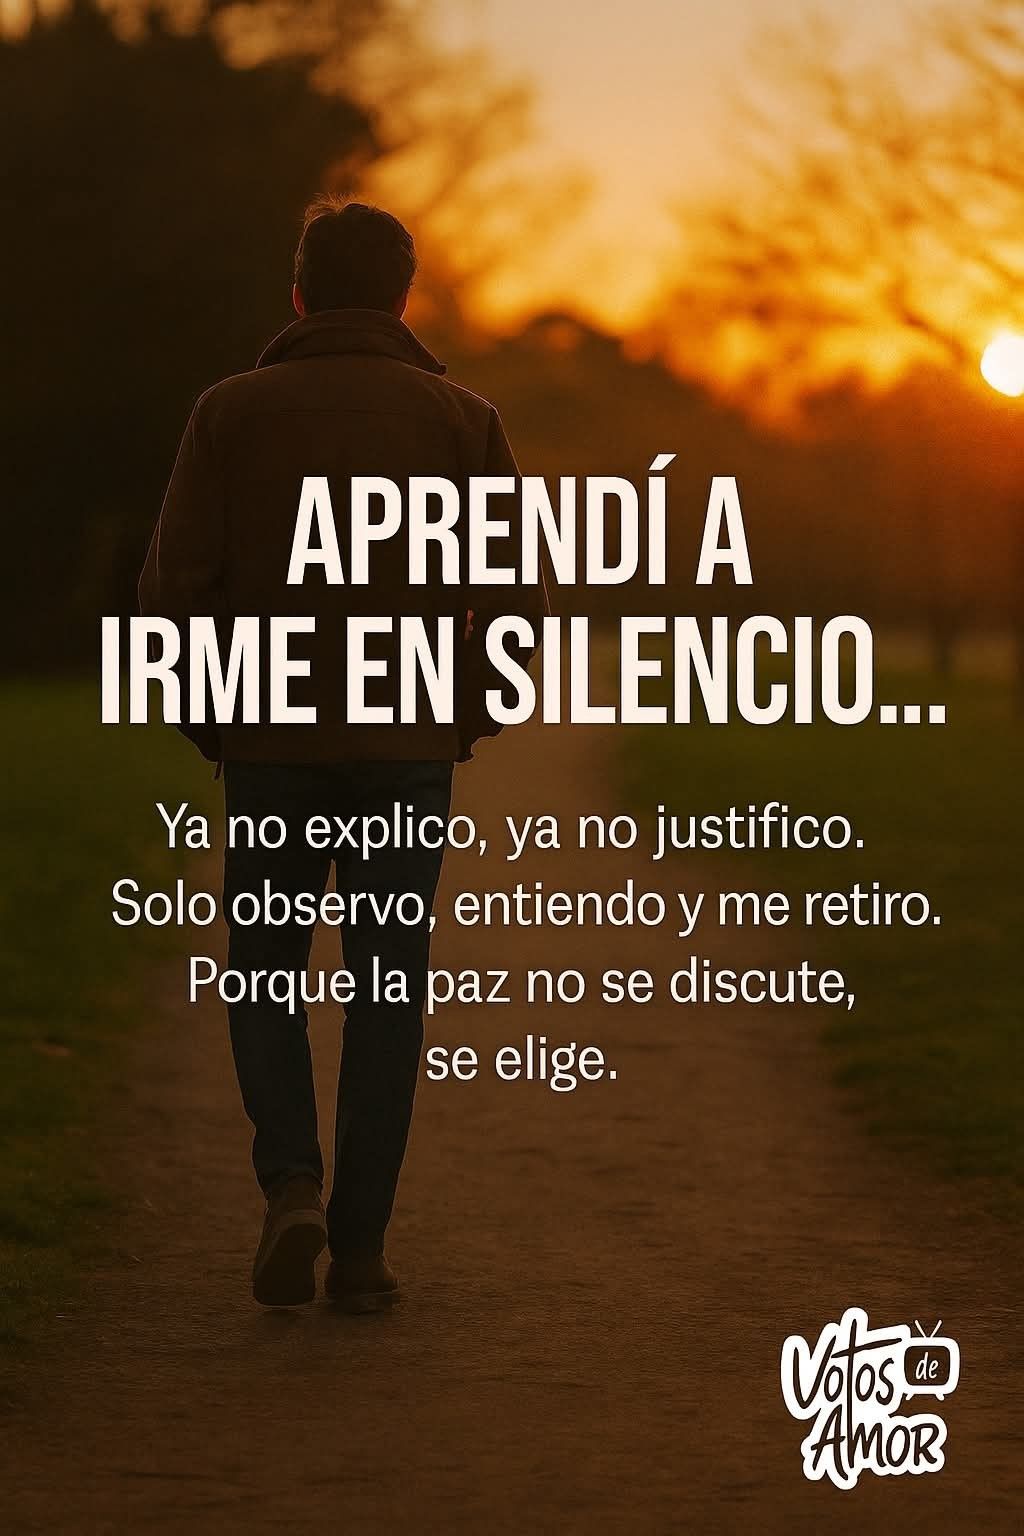 APRENDÍ A
IRME EN SILENCIO...
Ya no explico, ya no justifico.
Solo observo, entiendo y me retiro.
Porque la paz no se discute,
se elige.
Votos de
AMOR